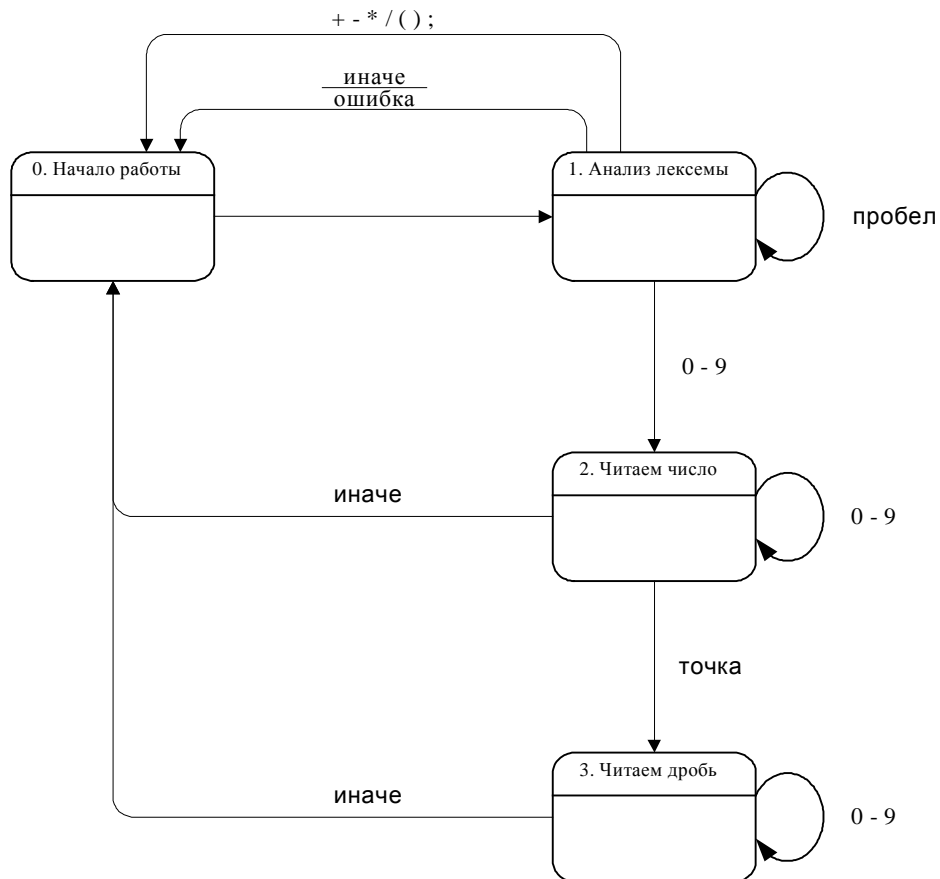 + - * / ( ) ;
иначе
ошибка
0. Начало работы
1. Анализ лексемы
пробел
0 - 9
2. Читаем число
иначе
0 - 9
точка
3. Читаем дробь
иначе
0 - 9